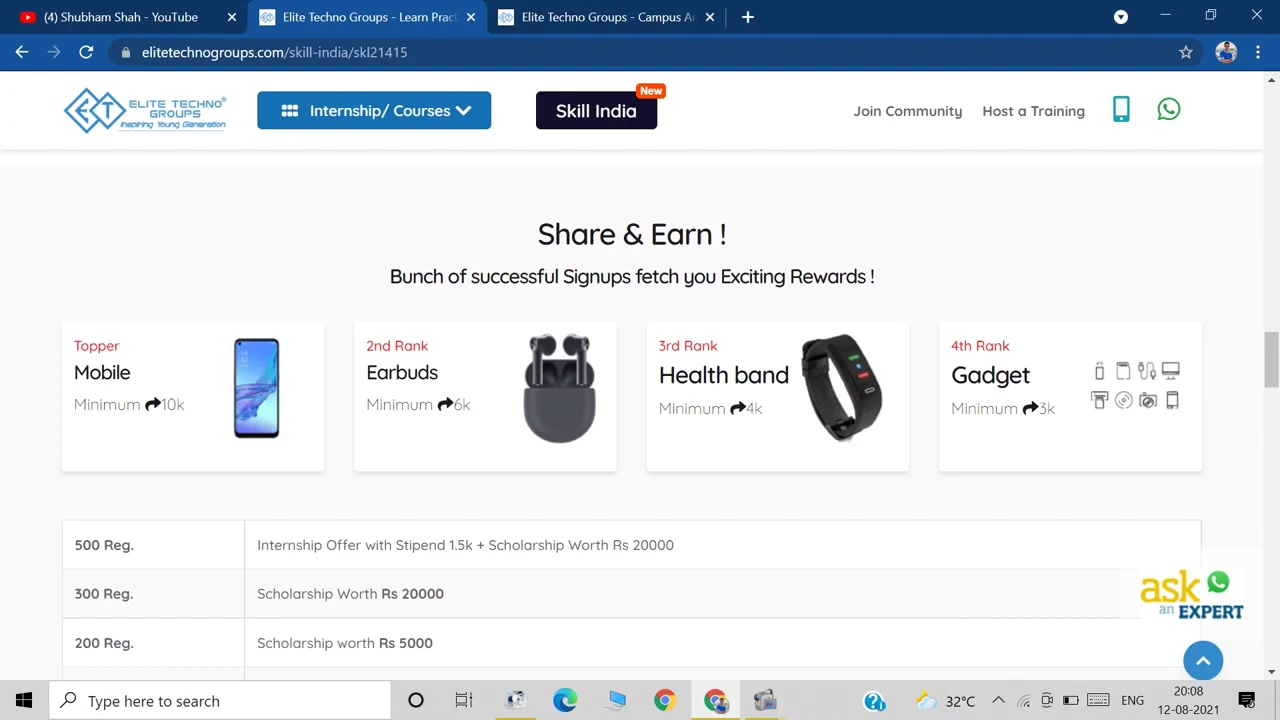 (4) Shubham Shah - YouTube
Elite Techno Groups - Learn Pract
Elite Techno Groups - Campus Ar
elitetechnogroups.com/skill-india/skl21415
ELITE TECHNO
GROUPS
Inspiring Young Generation
Internship/ Courses
Skill India
New
Join Community
Host a Training
Share & Earn !
Bunch of successful Signups fetch you Exciting Rewards !
Topper
Mobile
Minimum 10k
2nd Rank
Earbuds
Minimum 6k
3rd Rank
Health band
Minimum 4k
4th Rank
Gadget
Minimum 3k
500 Reg.
Internship Offer with Stipend 1.5k + Scholarship Worth Rs 20000
300 Reg.
Scholarship Worth Rs 20000
200 Reg.
Scholarship worth Rs 5000
ask
an EXPERT
Type here to search
32°C
ENG
20:08
12-08-2021